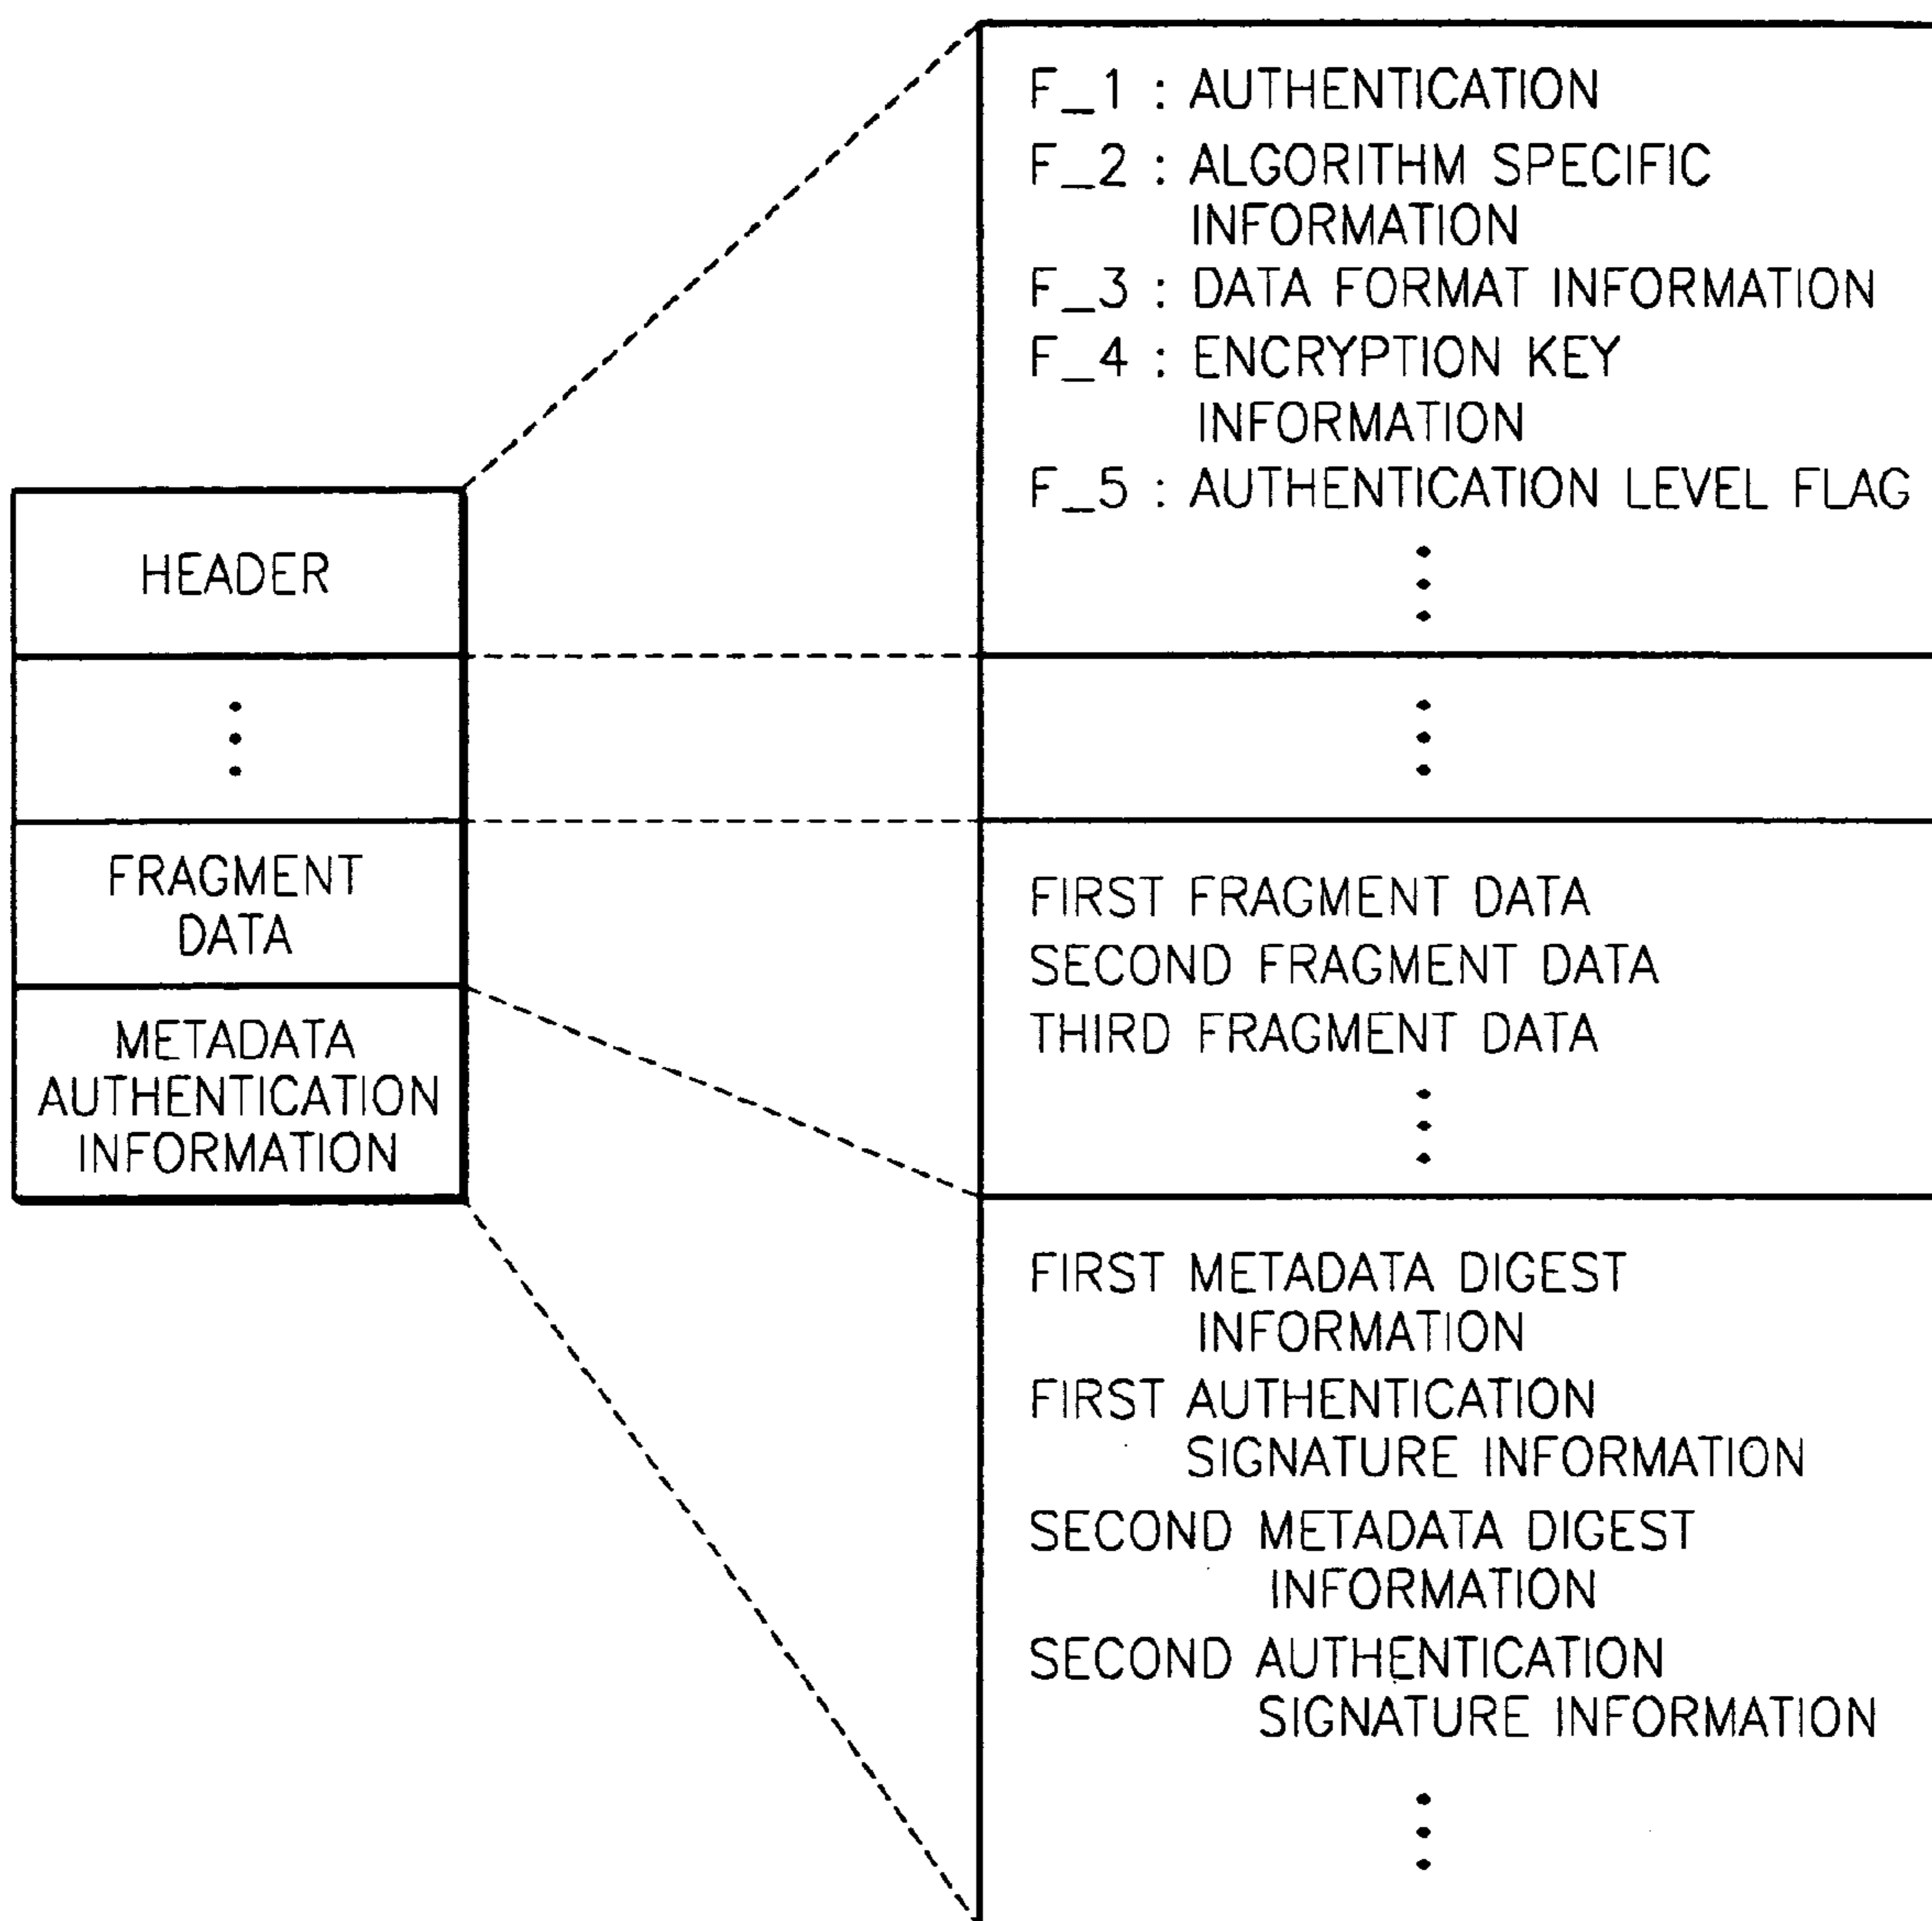 HEADER
FRAGMENT
DATA
METADATA
AUTHENTICATION
INFORMATION
F_1 : AUTHENTICATION
F_2 : ALGORITHM SPECIFIC
INFORMATION
F_3 : DATA FORMAT INFORMATION
F_4 : ENCRYPTION KEY
INFORMATION
F_5 : AUTHENTICATION LEVEL FLAG
FIRST FRAGMENT DATA
SECOND FRAGMENT DATA
THIRD FRAGMENT DATA
FIRST METADATA DIGEST
INFORMATION
FIRST AUTHENTICATION
SIGNATURE INFORMATION
SECOND METADATA DIGEST
INFORMATION
SECOND AUTHENTICATION
SIGNATURE INFORMATION